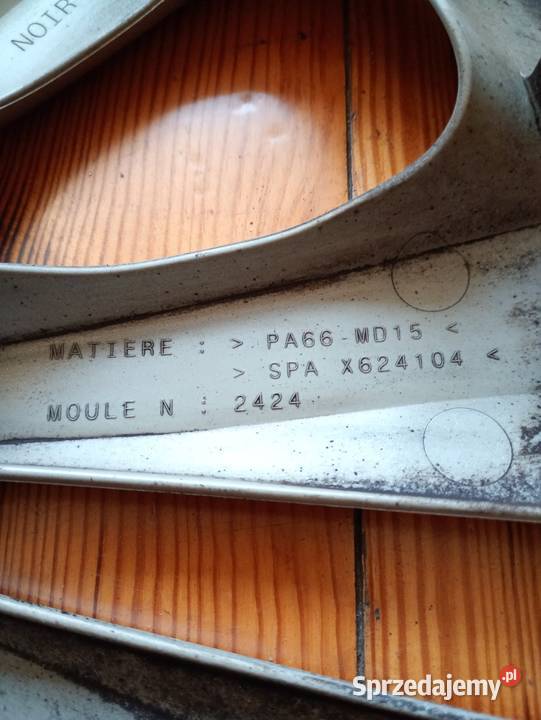 NOIR
MATIERE : > PA66-MD15 <
> SPA X624104 <
MOULE N : 2424
Sprzedajemy.pl